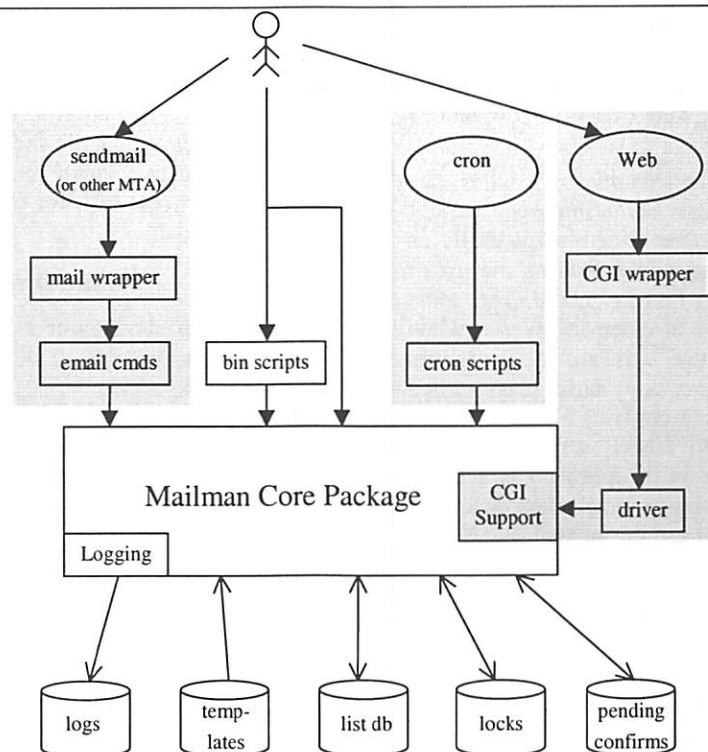 sendmail
(or other MTA)
cron
Web
mail wrapper
CGI wrapper
email cmds
bin scripts
cron scripts
Mailman Core Package
CGI
Support
driver
Logging
logs
temp-
lates
list db
locks
pending
confirms